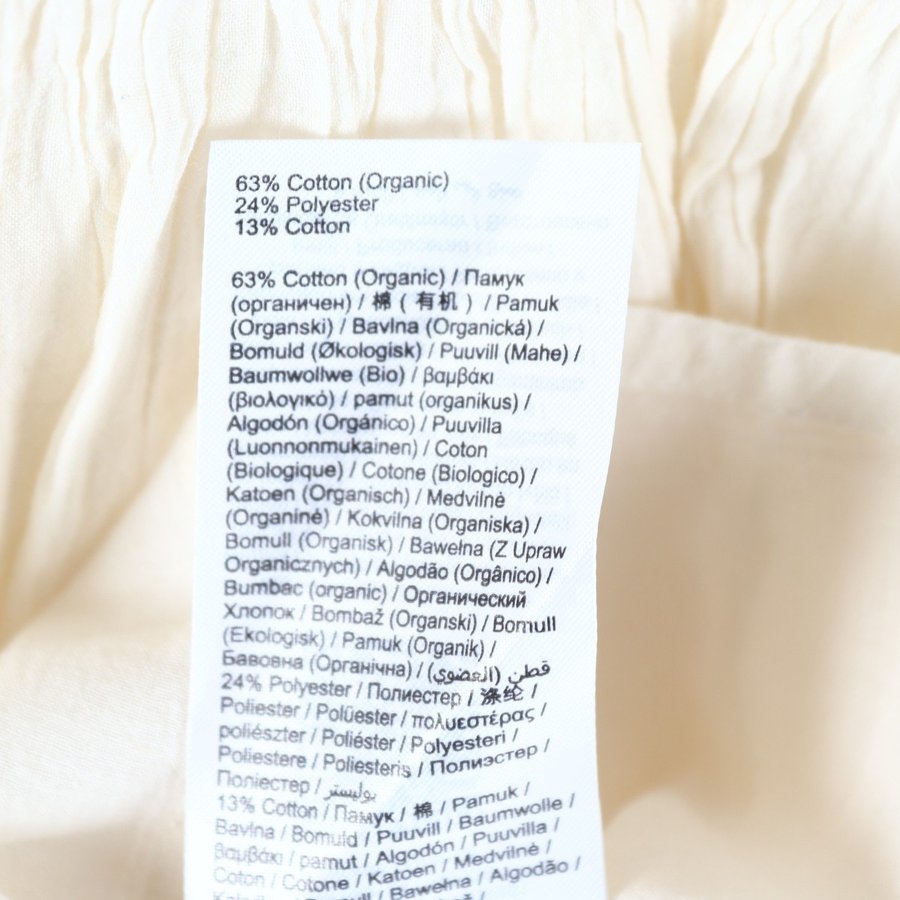 63% Cotton (Organic)
24% Polyester
13% Cotton
63% Cotton (Organic) / Памук
(органичен) / 棉 ( 有机 ) / Pamuk
(Organski) / Bavlna (Organická) /
Bomuld (Økologisk) / Puuvill (Mahe) /
Baumwollwe (Bio) / βαμβάκι
(βιολογικό) / pamut (organikus) /
Algodón (Orgánico) / Puuvilla
(Luonnonmukainen) / Coton
(Biologique) / Cotone (Biologico) /
Katoen (Organisch) / Medvilnė
(Organinė) / Kokvilna (Organiska) /
Bomull (Organisk) / Bawełna (Z Upraw
Organicznych) / Algodão (Orgânico) /
Bumbac (organic) / Органический
Хлопок / Bombaž (Organski) / Bomull
(Ekologisk) / Pamuk (Organik) /
Бавовна (Органічна) / قطن (العضوي)
24% Polyester / Полиестер / 涤纶 /
Poliester / Polüester / πολυεστέρας /
poliészter / Poliéster / Polyesteri /
Poliestere / Poliesteris / Полиэстер /
Поліестер / بوليستر
13% Cotton / Памук / 棉 / Pamuk /
Bavlna / Bomuld / Puuvill / Baumwolle /
βαμβάκι / pamut / Algodón / Puuvilla /
Coton / Cotone / Katoen / Medvilnė /
Bomull / Bawełna / Algodão /